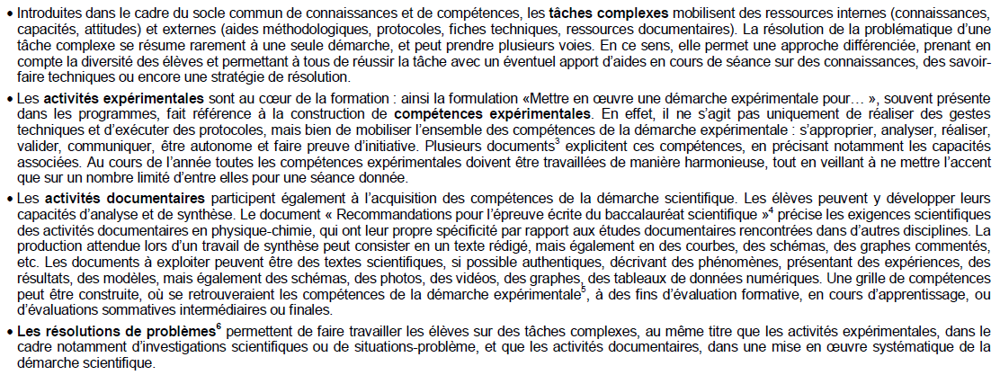 • Introduites dans le cadre du socle commun de connaissances et de compétences, les tâches complexes mobilisent des ressources internes (connaissances,
capacités, attitudes) et externes (aides méthodologiques, protocoles, fiches techniques, ressources documentaires). La résolution de la problématique d’une
tâche complexe se résume rarement à une seule démarche, et peut prendre plusieurs voies. En ce sens, elle permet une approche différenciée, prenant en
compte la diversité des élèves et permettant à tous de réussir la tâche avec un éventuel apport d’aides en cours de séance sur des connaissances, des savoir-
faire techniques ou encore une stratégie de résolution.
• Les activités expérimentales sont au cœur de la formation : ainsi la formulation «Mettre en œuvre une démarche expérimentale pour… », souvent présente
dans les programmes, fait référence à la construction de compétences expérimentales. En effet, il ne s’agit pas uniquement de réaliser des gestes
techniques et d’exécuter des protocoles, mais bien de mobiliser l’ensemble des compétences de la démarche expérimentale : s’approprier, analyser, réaliser,
valider, communiquer, être autonome et faire preuve d’initiative. Plusieurs documents³ explicitent ces compétences, en précisant notamment les capacités
associées. Au cours de l’année toutes les compétences expérimentales doivent être travaillées de manière harmonieuse, tout en veillant à ne mettre l’accent
que sur un nombre limité d’entre elles pour une séance donnée.
• Les activités documentaires participent également à l’acquisition des compétences de la démarche scientifique. Les élèves peuvent y développer leurs
capacités d’analyse et de synthèse. Le document « Recommandations pour l’épreuve écrite du baccalauréat scientifique »⁴ précise les exigences scientifiques
des activités documentaires en physique-chimie, qui ont leur propre spécificité par rapport aux études documentaires rencontrées dans d’autres disciplines. La
production attendue lors d’un travail de synthèse peut consister en un texte rédigé, mais également en des courbes, des schémas, des graphes commentés,
etc. Les documents à exploiter peuvent être des textes scientifiques, si possible authentiques, décrivant des phénomènes, présentant des expériences, des
résultats, des modèles, mais également des schémas, des photos, des vidéos, des graphes, des tableaux de données numériques. Une grille de compétences
peut être construite, où se retrouveraient les compétences de la démarche expérimentale⁵, à des fins d’évaluation formative, en cours d’apprentissage, ou
d’évaluations sommatives intermédiaires ou finales.
• Les résolutions de problèmes⁶ permettent de faire travailler les élèves sur des tâches complexes, au même titre que les activités expérimentales, dans le
cadre notamment d’investigations scientifiques ou de situations-problème, et que les activités documentaires, dans une mise en œuvre systématique de la
démarche scientifique.